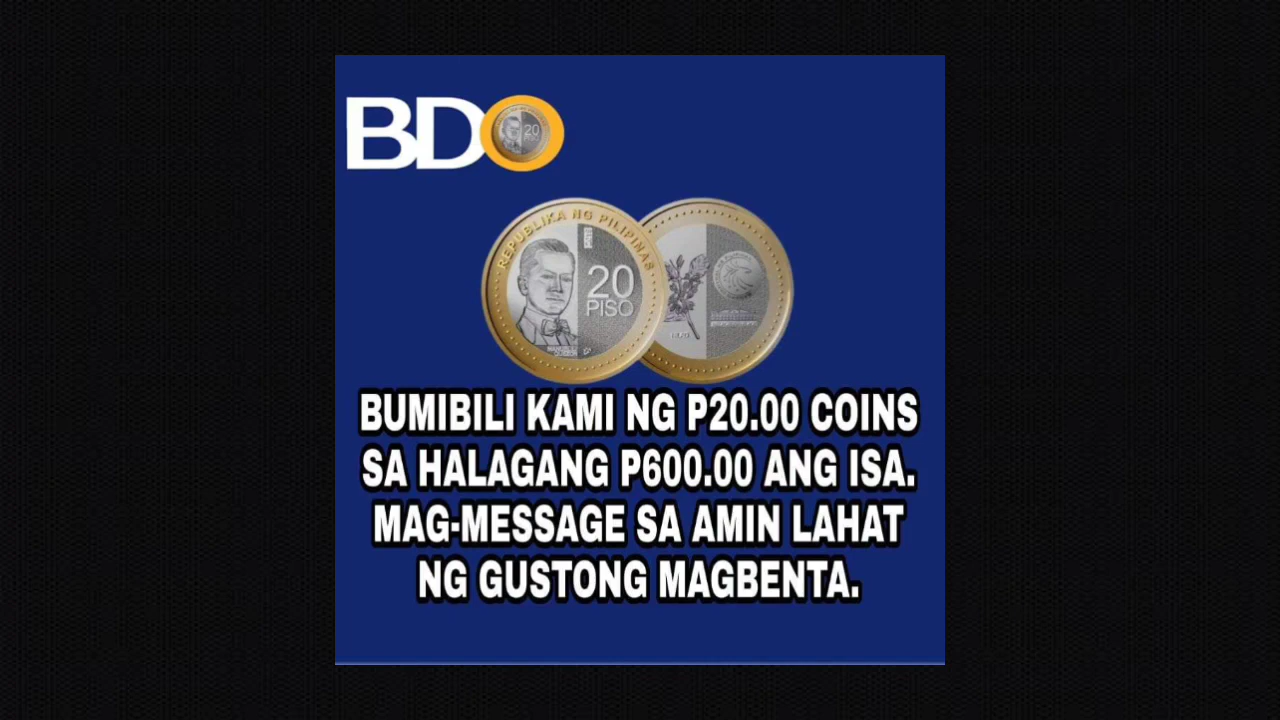 BDO
REPUBLIKA NG PILIPINAS
20
PISO
BUMIBILI KAMI NG P20.00 COINS
SA HALAGANG P600.00 ANG ISA.
MAG-MESSAGE SA AMIN LAHAT
NG GUSTONG MAGBENTA.